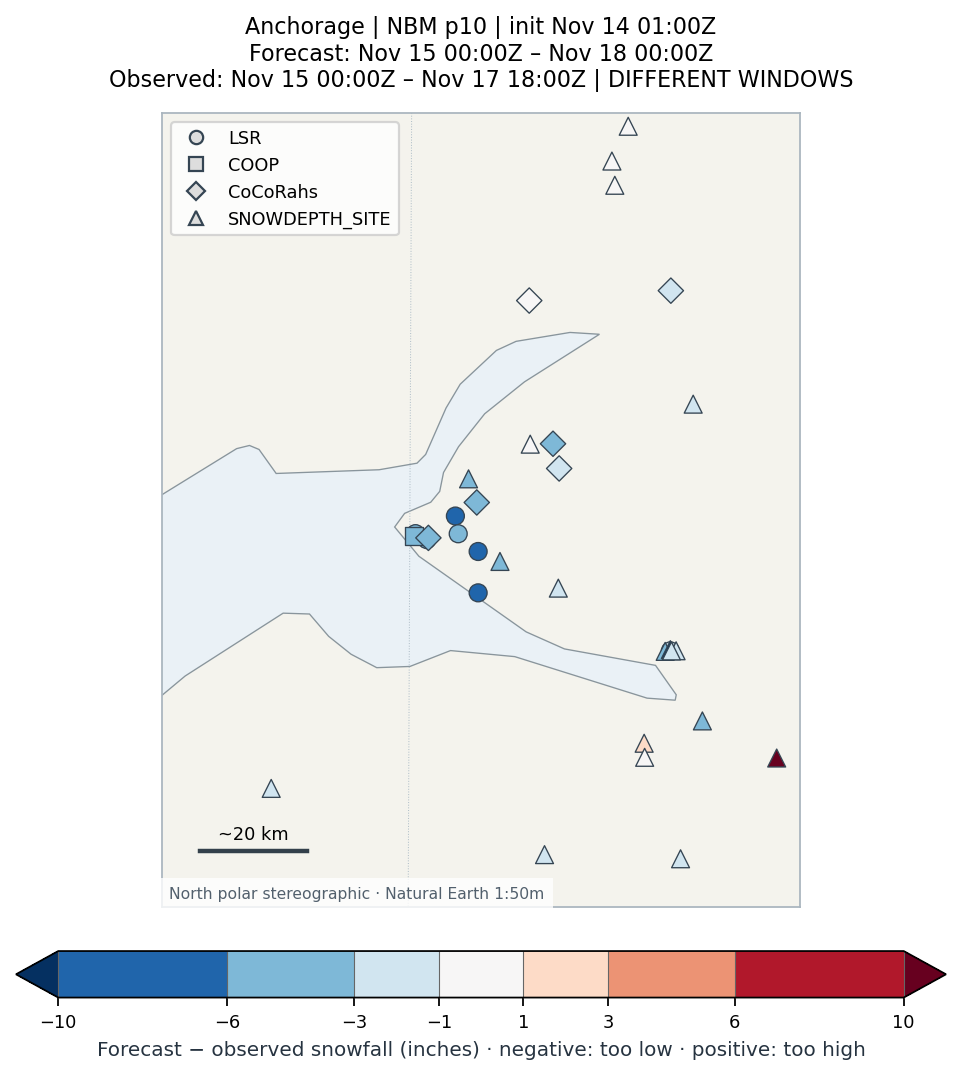 Anchorage | NBM p10 | init Nov 14 01:00Z
Forecast: Nov 15 00:00Z – Nov 18 00:00Z
Observed: Nov 15 00:00Z – Nov 17 18:00Z | DIFFERENT WINDOWS
LSR
COOP
CoCoRahs
SNOWDEPTH_SITE
~20 km
North polar stereographic · Natural Earth 1:50m
−10 −6 −3 −1 1 3 6 10
Forecast − observed snowfall (inches) · negative: too low · positive: too high